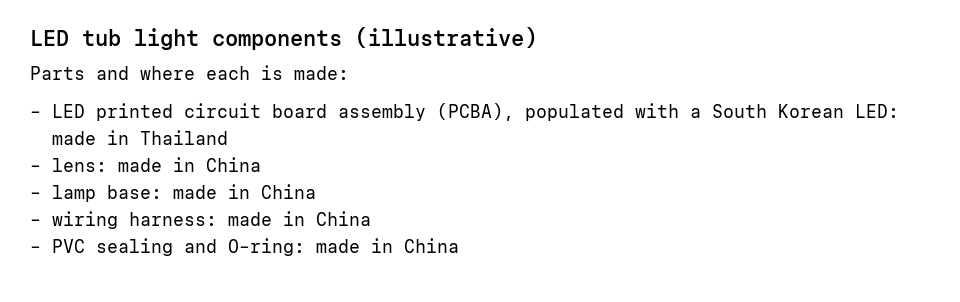 LED tub light components (illustrative)
Parts and where each is made:
- LED printed circuit board assembly (PCBA), populated with a South Korean LED:
made in Thailand
- lens: made in China
- lamp base: made in China
- wiring harness: made in China
- PVC sealing and O-ring: made in China